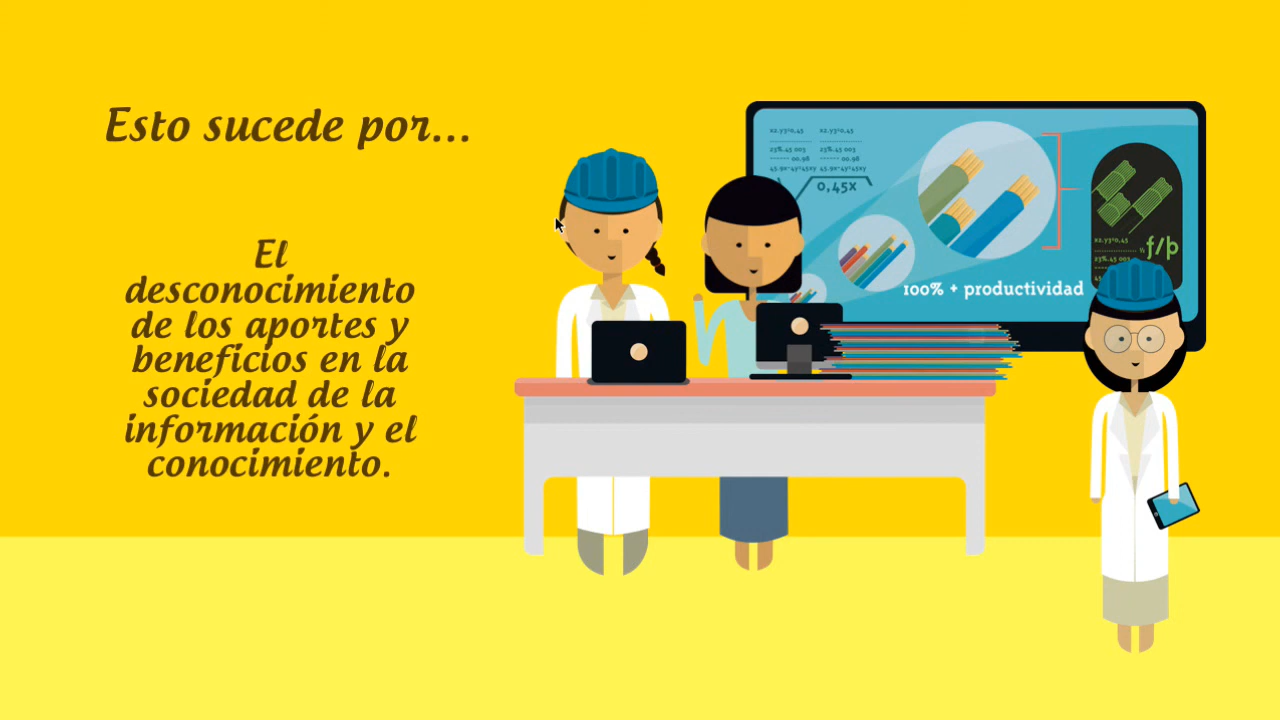 Esto sucede por...
El
desconocimiento
de los aportes y
beneficios en la
sociedad de la
información y el
conocimiento.
0,45x
100% + productividad
f/p